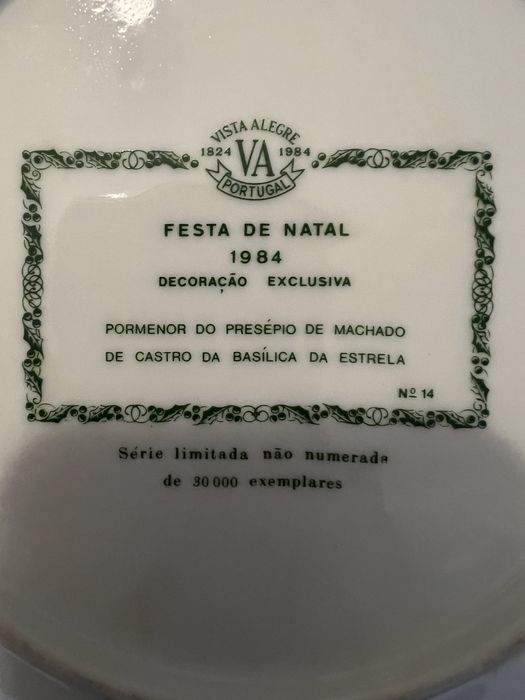 VISTA ALEGRE
1824 VA 1984
PORTUGAL
FESTA DE NATAL
1984
DECORAÇÃO EXCLUSIVA
PORMENOR DO PRESÉPIO DE MACHADO
DE CASTRO DA BASÍLICA DA ESTRELA
Nº 14
Série limitada não numerada
de 30 000 exemplares